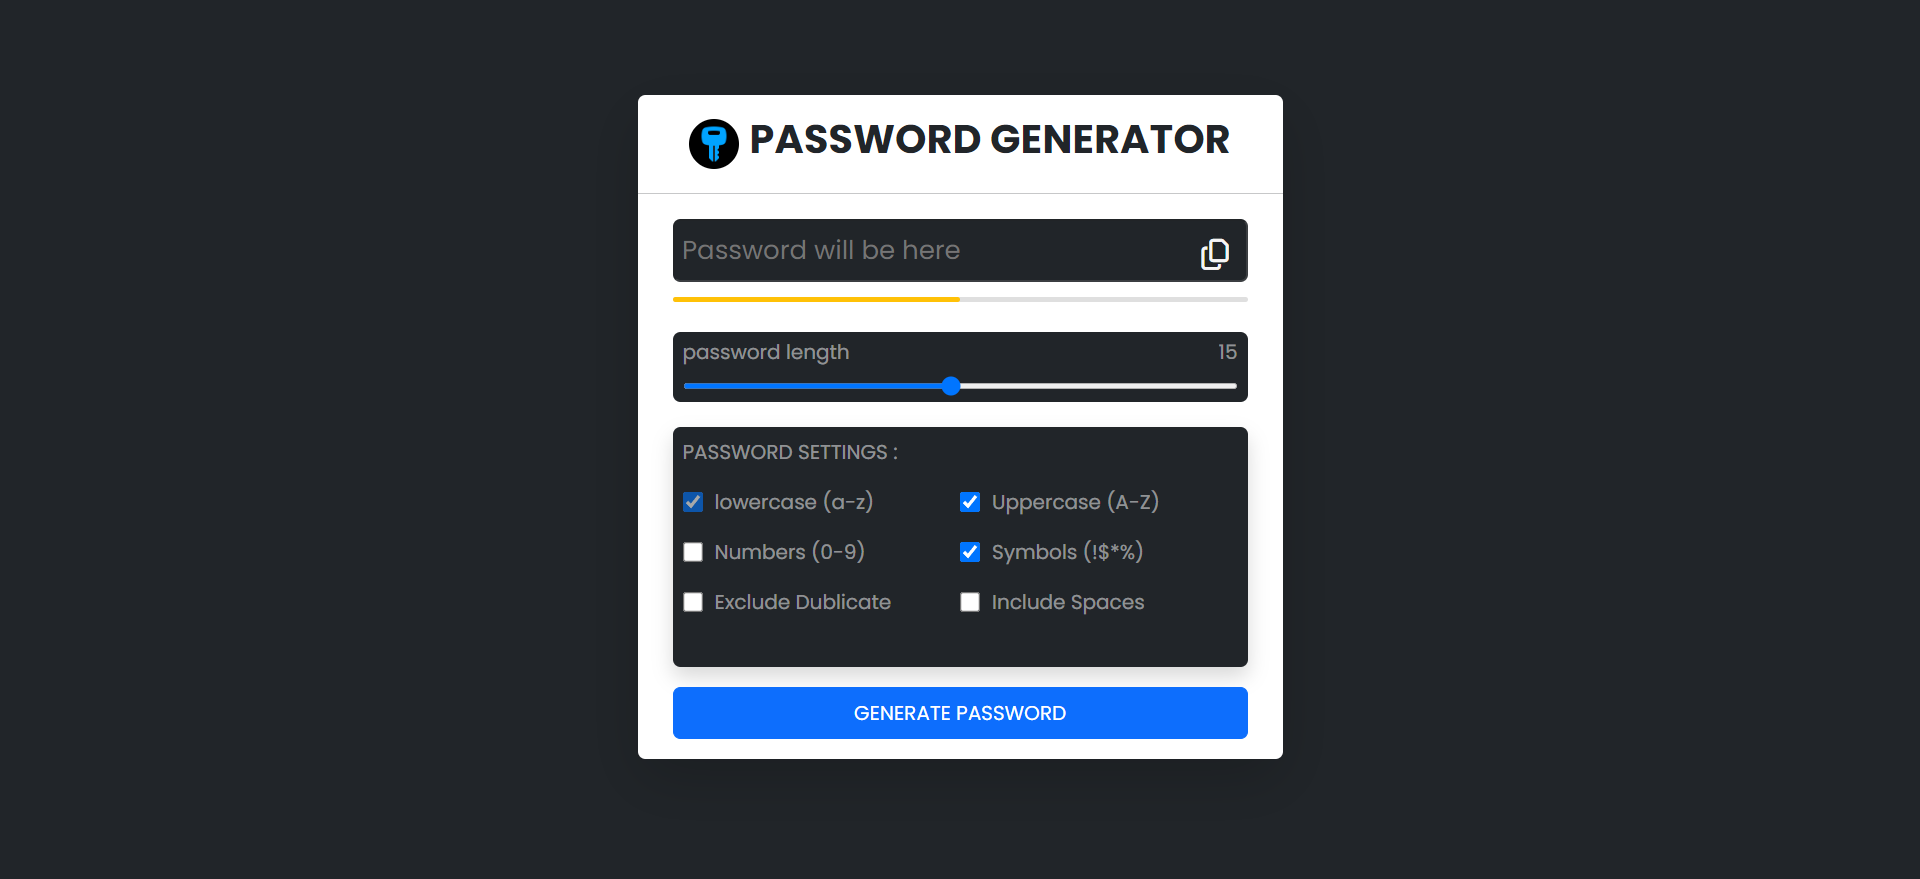 PASSWORD GENERATOR
Password will be here
password length 15
PASSWORD SETTINGS :
lowercase (a-z) Uppercase (A-Z)
Numbers (0-9) Symbols (!$*%)
Exclude Dublicate Include Spaces
GENERATE PASSWORD